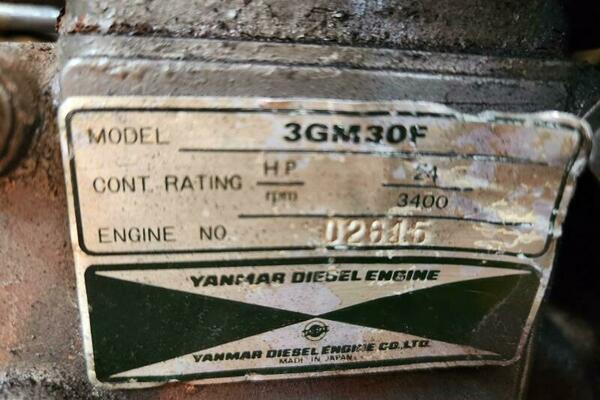 MODEL 3GM30F
CONT. RATING HP 24
rpm 3400
ENGINE NO 02615
YANMAR DIESEL ENGINE
YANMAR DIESEL ENGINE CO., LTD.
MADE IN JAPAN